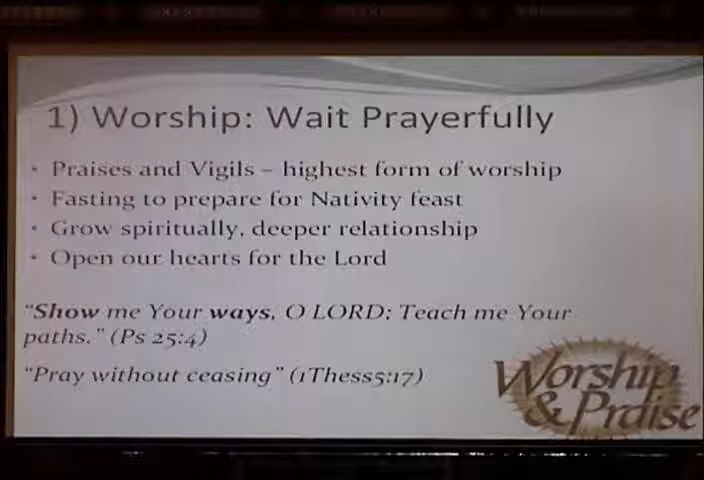 1) Worship: Wait Prayerfully
• Praises and Vigils – highest form of worship
• Fasting to prepare for Nativity feast
• Grow spiritually, deeper relationship
• Open our hearts for the Lord
“Show me Your ways, O LORD; Teach me Your
paths.” (Ps 25:4)
“Pray without ceasing” (1Thess5:17)
Worship
& Praise